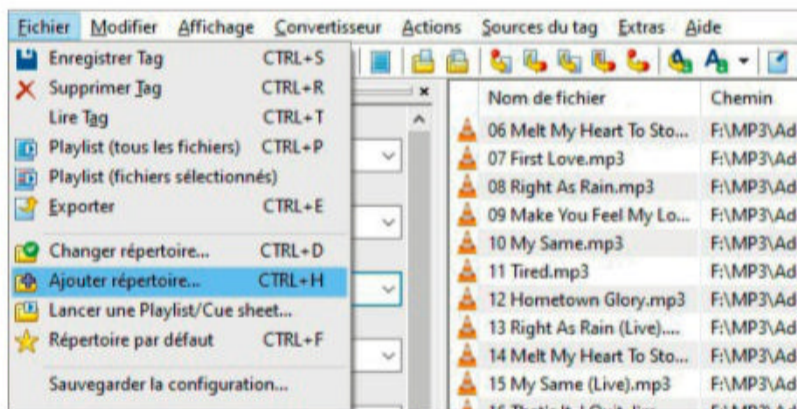 Fichier Modifier Affichage Convertisseur Actions Sources du tag Extras Aide
Enregistrer Tag CTRL+S
Supprimer Tag CTRL+R
Lire Tag CTRL+T
Playlist (tous les fichiers) CTRL+P
Playlist (fichiers sélectionnés)
Exporter CTRL+E
Changer répertoire... CTRL+D
Ajouter répertoire... CTRL+H
Lancer une Playlist/Cue sheet...
Répertoire par défaut CTRL+F
Sauvegarder la configuration...
Nom de fichier Chemin
06 Melt My Heart To Sto... F:\MP3\Ad
07 First Love.mp3 F:\MP3\Ad
08 Right As Rain.mp3 F:\MP3\Ad
09 Make You Feel My Lo... F:\MP3\Ad
10 My Same.mp3 F:\MP3\Ad
11 Tired.mp3 F:\MP3\Ad
12 Hometown Glory.mp3 F:\MP3\Ad
13 Right As Rain (Live).... F:\MP3\Ad
14 Melt My Heart To Sto... F:\MP3\Ad
15 My Same (Live).mp3 F:\MP3\Ad